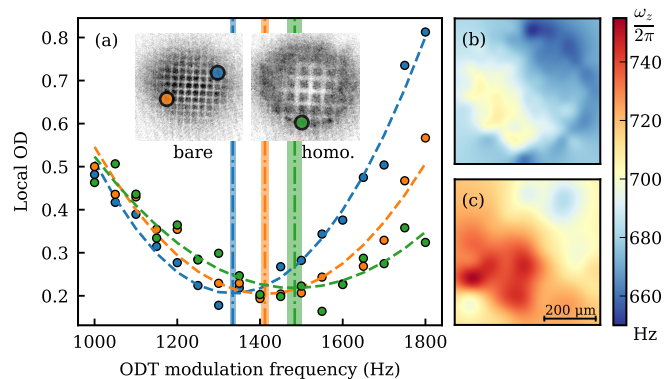 (a)
bare
homo.
Local OD
0.8
0.7
0.6
0.5
0.4
0.3
0.2
1000
1200
1400
1600
1800
ODT modulation frequency (Hz)
(b)
(c)
200 µm
ω_z/2π
740
720
700
680
660
Hz